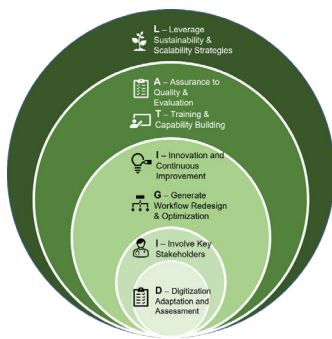 L – Leverage
Sustainability &
Scalability Strategies
A – Assurance to
Quality &
Evaluation
T – Training &
Capability Building
I – Innovation and
Continuous
Improvement
G – Generate
Workflow Redesign
& Optimization
I – Involve Key
Stakeholders
D – Digitization
Adaptation and
Assessment